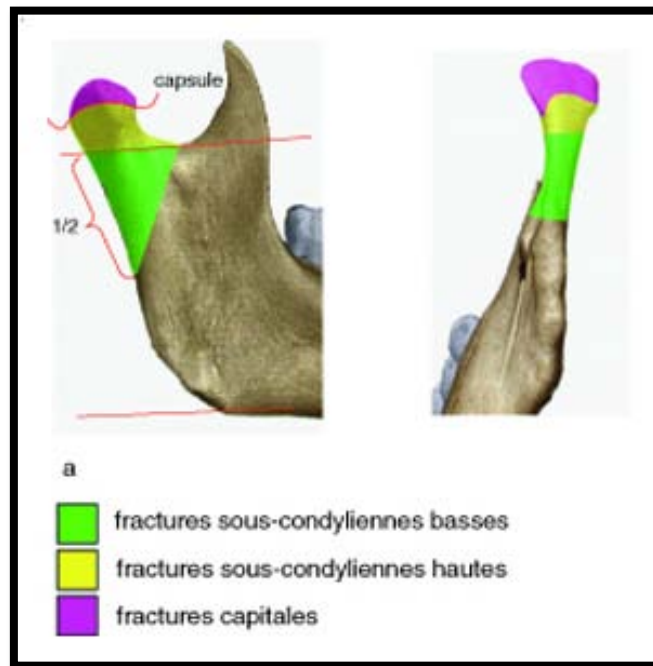 capsule
1/2
a
fractures sous-condyliennes basses
fractures sous-condyliennes hautes
fractures capitales